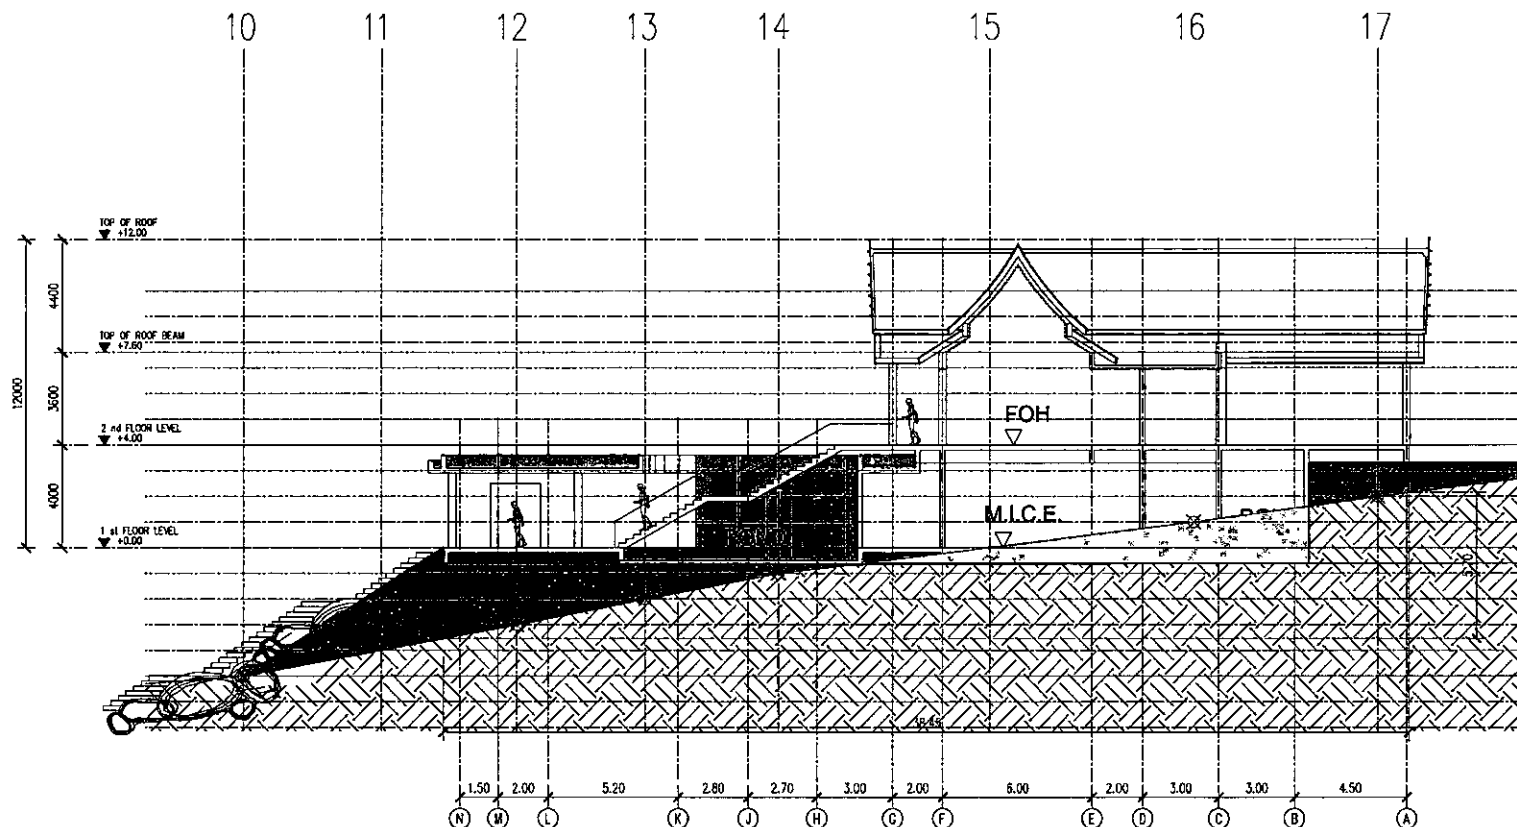 10 11 12 13 14 15 16 17
TOP OF ROOF
+12.00
4400
TOP OF ROOF BEAM
+7.60
12000
3600
FOH
2 nd FLOOR LEVEL
+4.00
4000
M.I.C.E.
1 st FLOOR LEVEL
+0.00
1.50 2.00 5.20 2.80 2.70 3.00 2.00 6.00 2.00 3.00 3.00 4.50
N M L K J H G F E D C B A